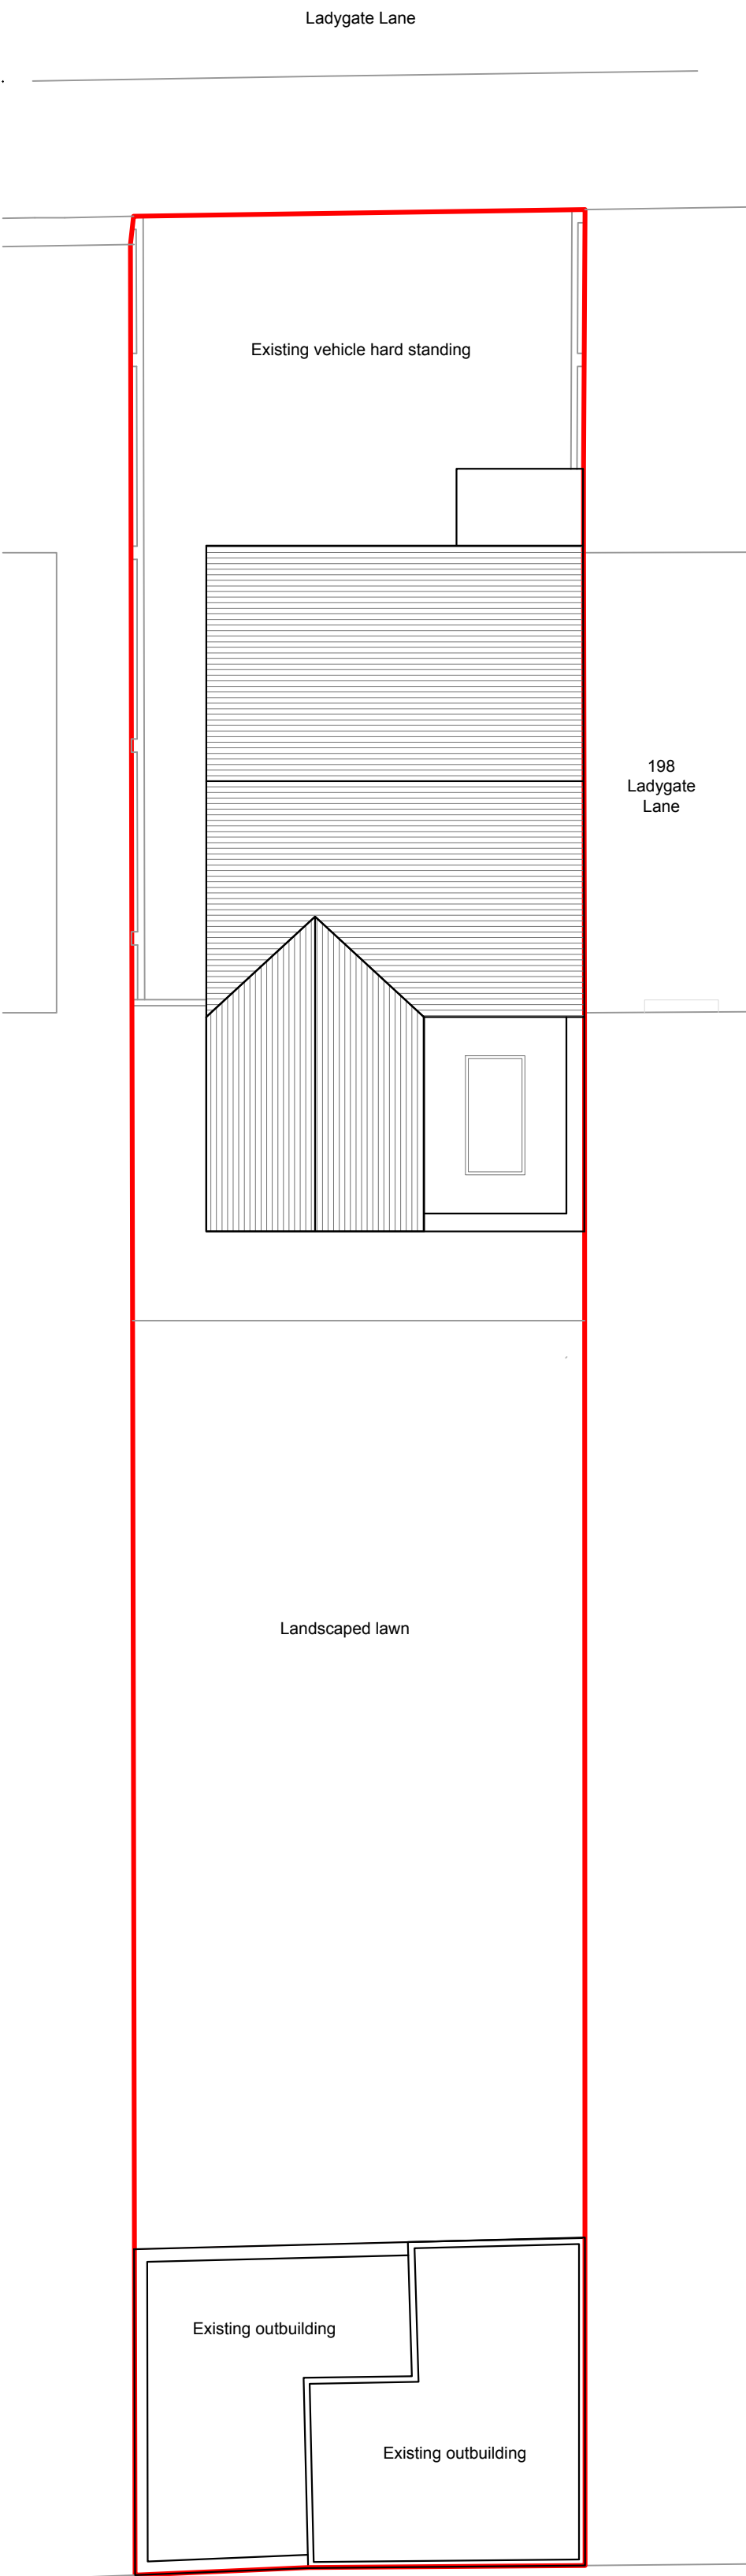 Ladygate Lane
Existing vehicle hard standing
198
Ladygate
Lane
Landscaped lawn
Existing outbuilding
Existing outbuilding